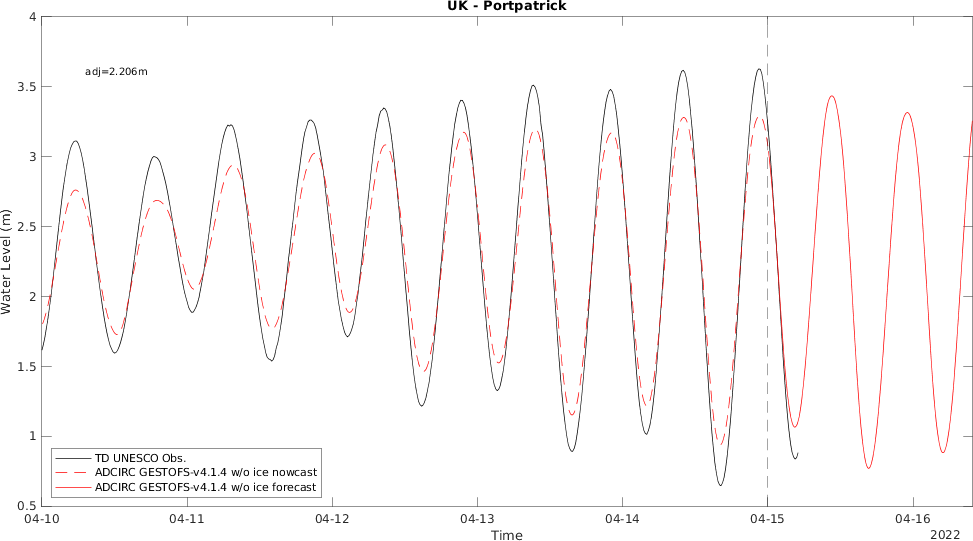 UK - Portpatrick
adj=2.206m
Water Level (m)
4
3.5
3
2.5
2
1.5
1
0.5
TD UNESCO Obs.
ADCIRC GESTOFS-v4.1.4 w/o ice nowcast
ADCIRC GESTOFS-v4.1.4 w/o ice forecast
04-10 04-11 04-12 04-13 04-14 04-15 04-16
Time
2022